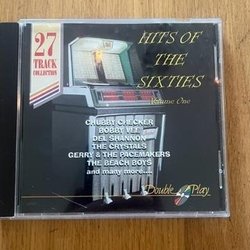 27
TRACK
COLLECTION
HITS OF
THE
SIXTIES
Volume One
CHUBBY CHECKER
BOBBY VEE
DEL SHANNON
THE CRYSTALS
GERRY & THE PACEMAKERS
THE BEACH BOYS
and many more....
Double Play